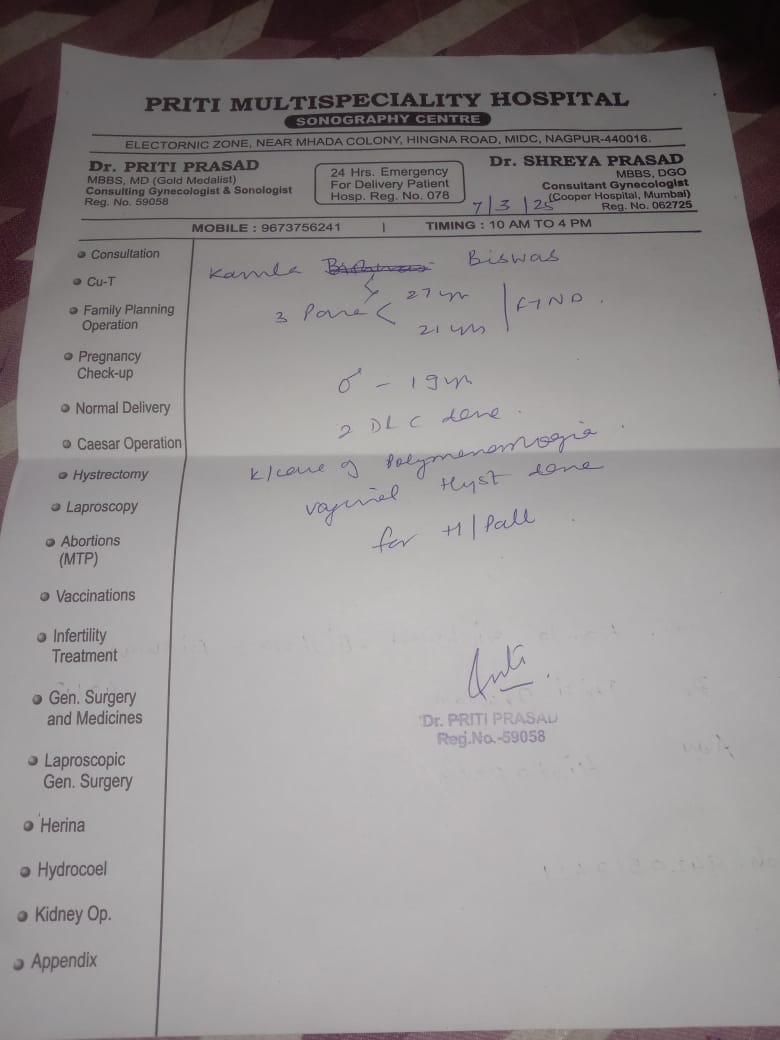 PRITI MULTISPECIALITY HOSPITAL
SONOGRAPHY CENTRE
ELECTORNIC ZONE, NEAR MHADA COLONY, HINGNA ROAD, MIDC, NAGPUR-440016.
Dr. PRITI PRASAD
MBBS, MD (Gold Medalist)
Consulting Gynecologist & Sonologist
Reg. No. 59058
24 Hrs. Emergency
For Delivery Patient
Hosp. Reg. No. 078
Dr. SHREYA PRASAD
MBBS, DGO
Consultant Gynecologist
(Cooper Hospital, Mumbai)
Reg. No. 062725
7/3/25
MOBILE : 9673756241 | TIMING : 10 AM TO 4 PM
Consultation
Cu-T
Family Planning
Operation
Pregnancy
Check-up
Normal Delivery
Caesar Operation
Hystrectomy
Laproscopy
Abortions
(MTP)
Vaccinations
Infertility
Treatment
Gen. Surgery
and Medicines
Laproscopic
Gen. Surgery
Herina
Hydrocoel
Kidney Op.
Appendix
Kamla Biswas
3 Para < 27 yr
21 yrs | FTND.
♂ - 19 yr
2 D&C done.
K/case of
vaginal Hyst done
for
Dr. PRITI PRASAD
Reg.No.-59058